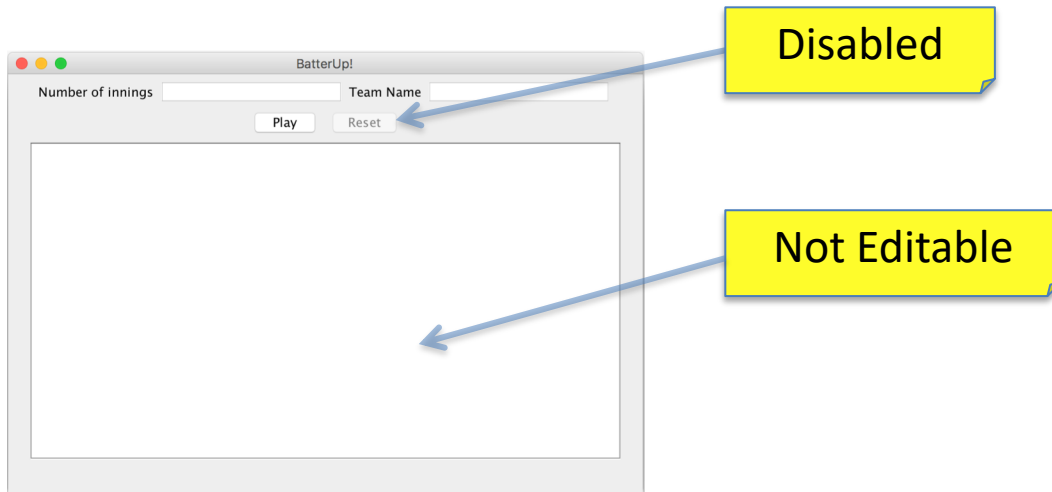 Disabled
BatterUp!
Number of innings Team Name
Play Reset
Not Editable